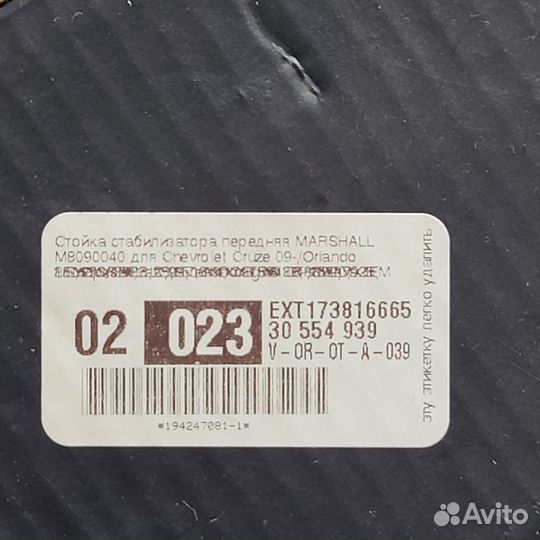 Стойка стабилизатора передняя MARSHALL
M8090040 для Chevrolet Cruze 09-/Orlando
02 023 EXT173816665
30 554 939
V-OR-OT-A-039
*194247081-1*
эту этикетку легко удалить
Avito